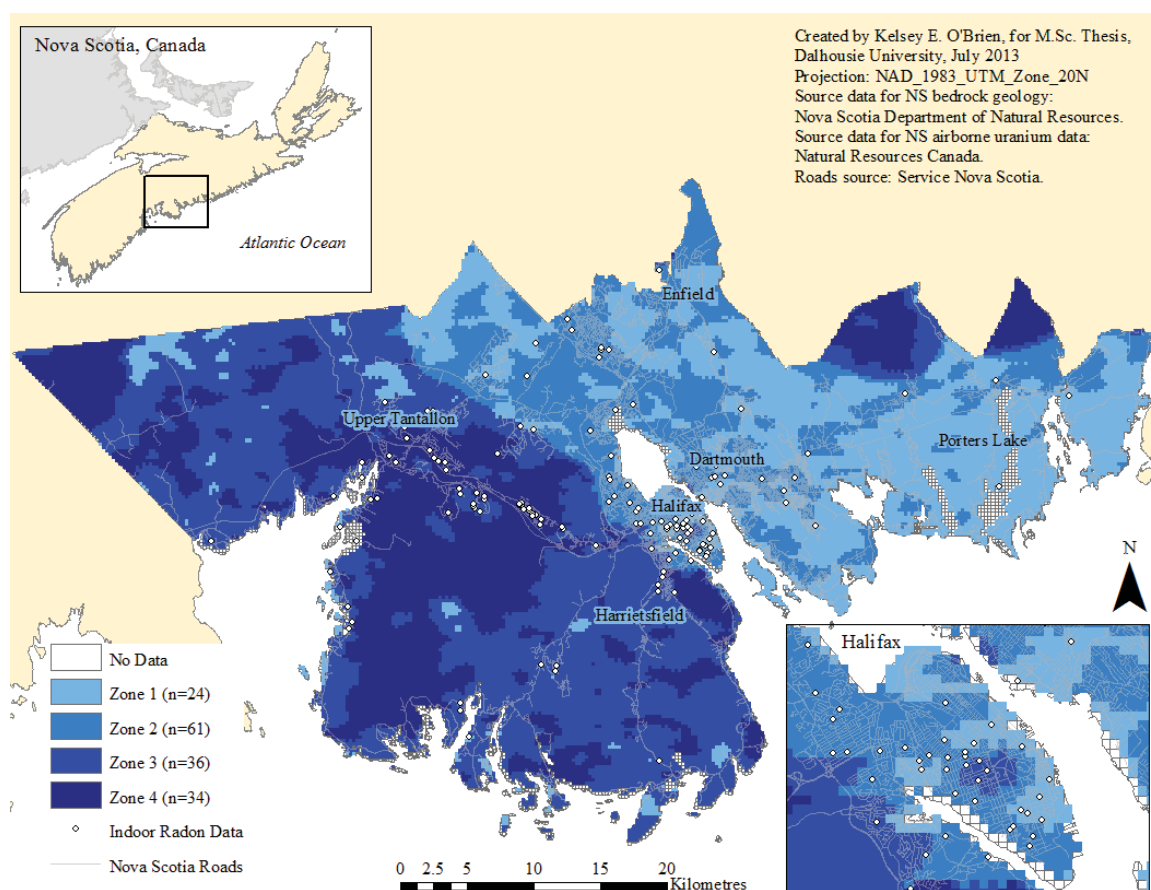 Nova Scotia, Canada
Atlantic Ocean
Created by Kelsey E. O'Brien, for M.Sc. Thesis,
Dalhousie University, July 2013
Projection: NAD_1983_UTM_Zone_20N
Source data for NS bedrock geology:
Nova Scotia Department of Natural Resources.
Source data for NS airborne uranium data:
Natural Resources Canada.
Roads source: Service Nova Scotia.
Enfield
Upper Tantallon
Porters Lake
Dartmouth
Halifax
Harrietsfield
N
No Data
Zone 1 (n=24)
Zone 2 (n=61)
Zone 3 (n=36)
Zone 4 (n=34)
Indoor Radon Data
Nova Scotia Roads
0 2.5 5 10 15 20
Kilometres
Halifax